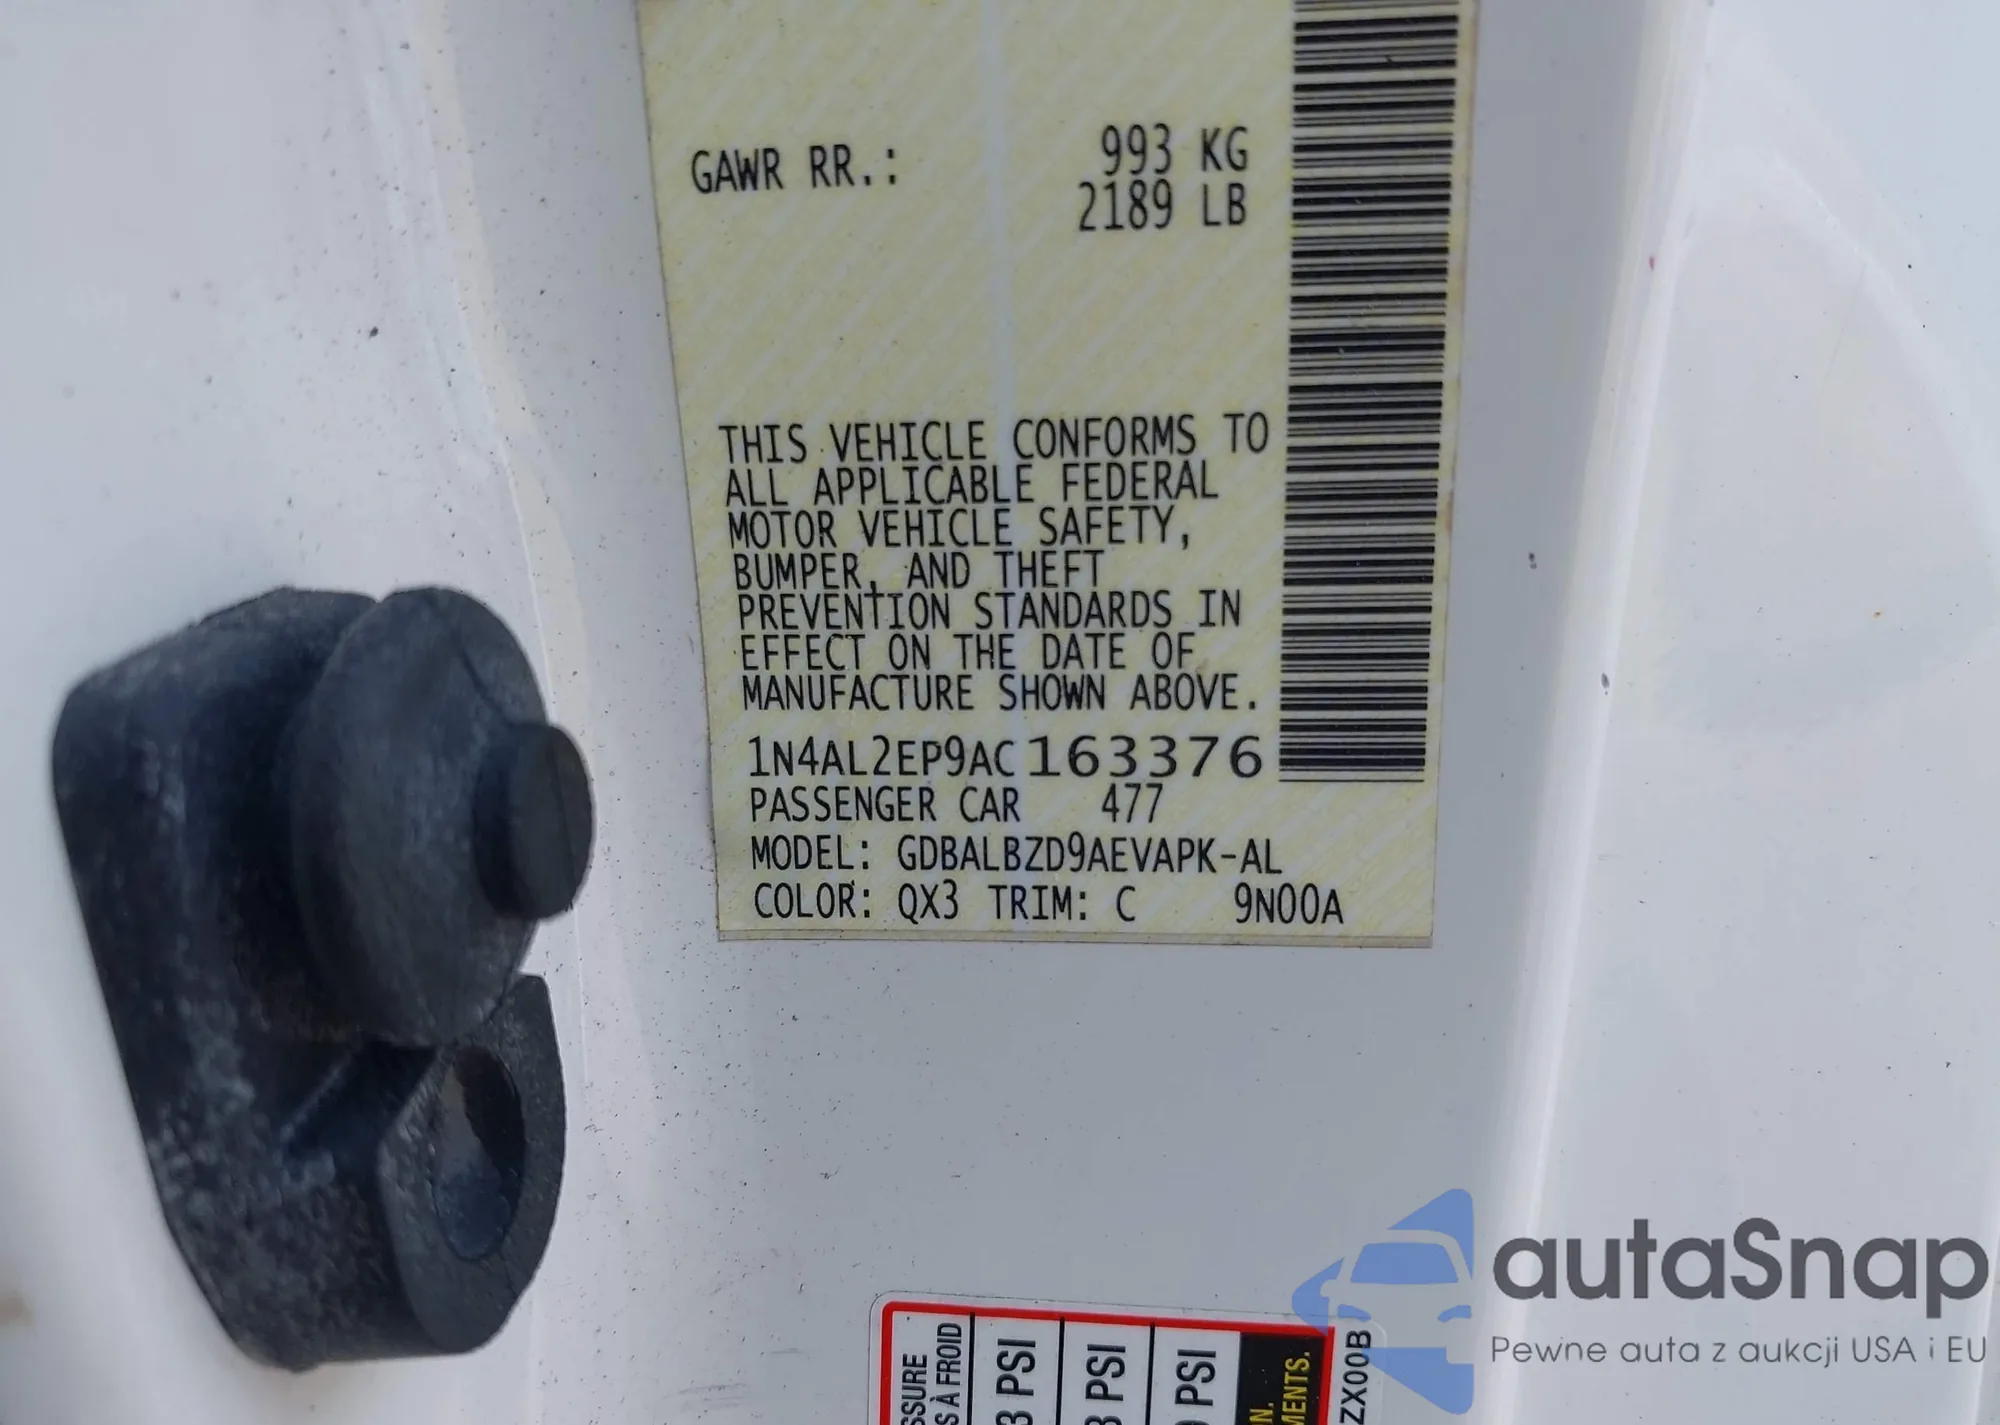 GAWR RR.: 993 KG
2189 LB
THIS VEHICLE CONFORMS TO
ALL APPLICABLE FEDERAL
MOTOR VEHICLE SAFETY,
BUMPER, AND THEFT
PREVENTION STANDARDS IN
EFFECT ON THE DATE OF
MANUFACTURE SHOWN ABOVE.
1N4AL2EP9AC163376
PASSENGER CAR 477
MODEL: GDBALBZD9AEVAPK-AL
COLOR: QX3 TRIM: C 9N00A
À FROID
PSI
PSI
PSI
ZX00B
autaSnap
Pewne auta z aukcji USA i EU